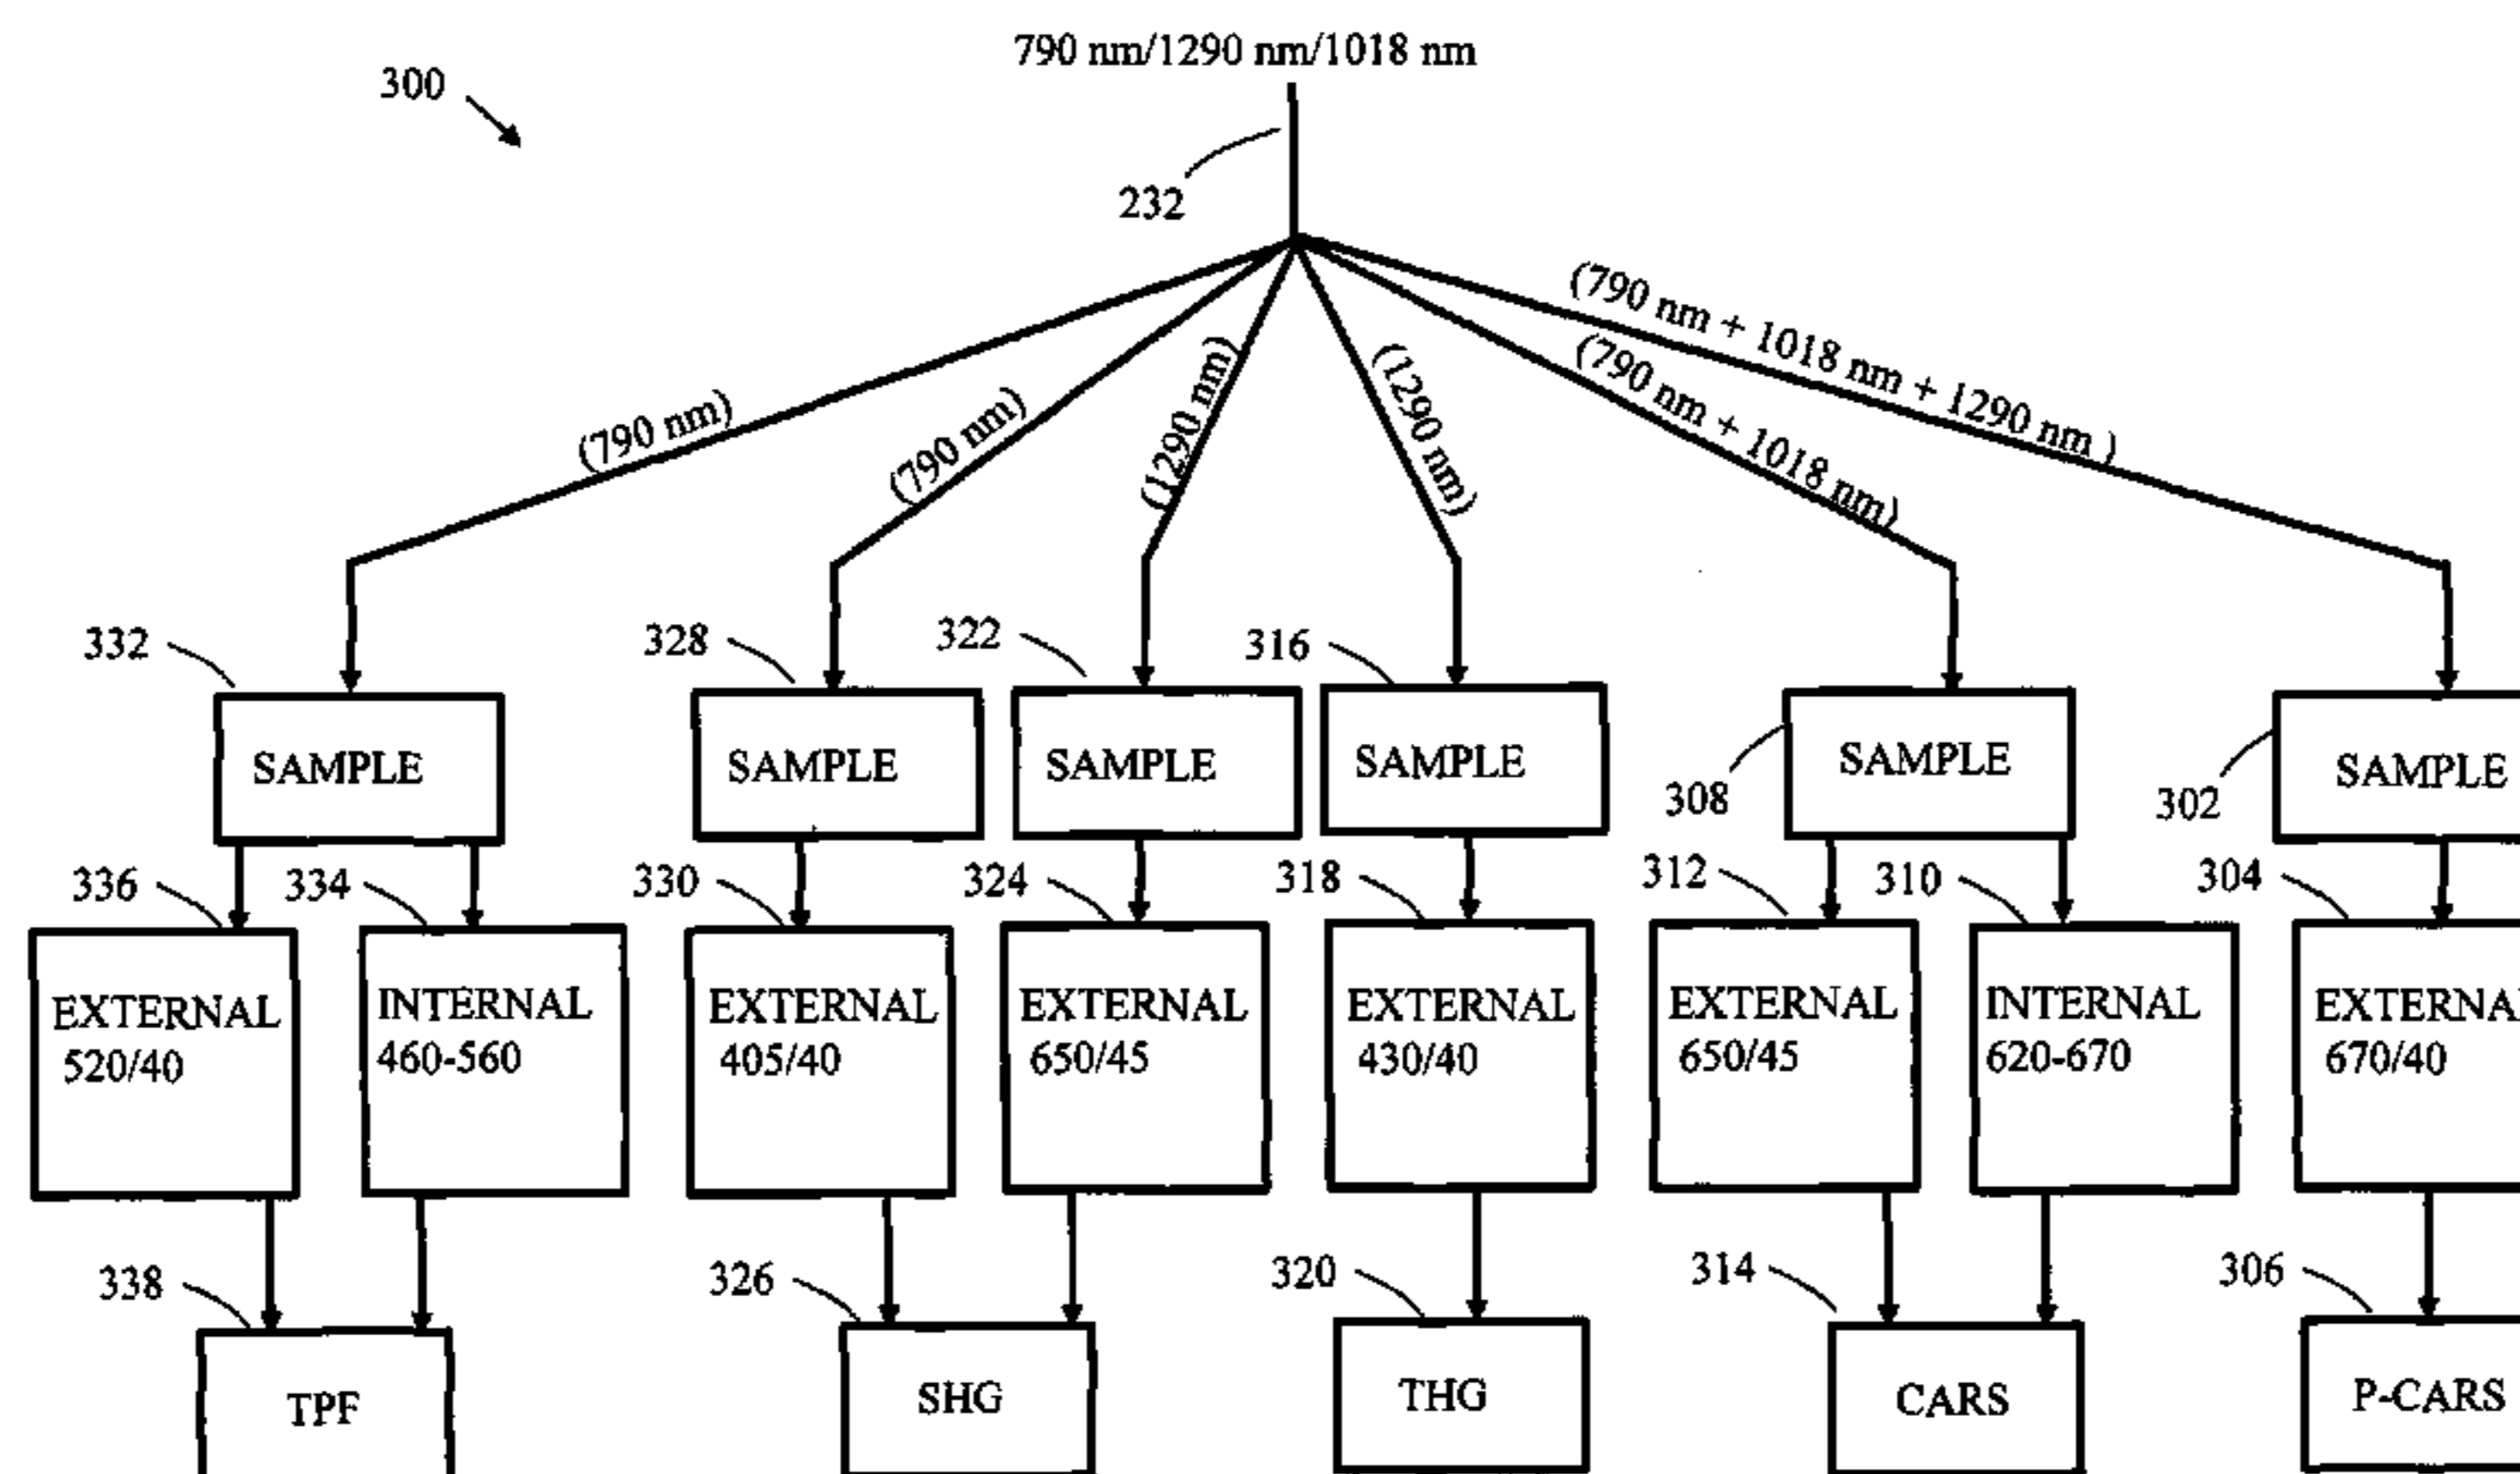 790 nm/1290 nm/1018 nm
300
232
(790 nm)
(790 nm)
(1290 nm)
(1290 nm)
(790 nm + 1018 nm)
(790 nm + 1018 nm + 1290 nm )
332
328
322
316
308
302
SAMPLE
SAMPLE
SAMPLE
SAMPLE
SAMPLE
SAMPLE
336
334
330
324
318
312
310
304
EXTERNAL
520/40
INTERNAL
460-560
EXTERNAL
405/40
EXTERNAL
650/45
EXTERNAL
430/40
EXTERNAL
650/45
INTERNAL
620-670
EXTERNA
670/40
338
326
320
314
306
TPF
SHG
THG
CARS
P-CARS